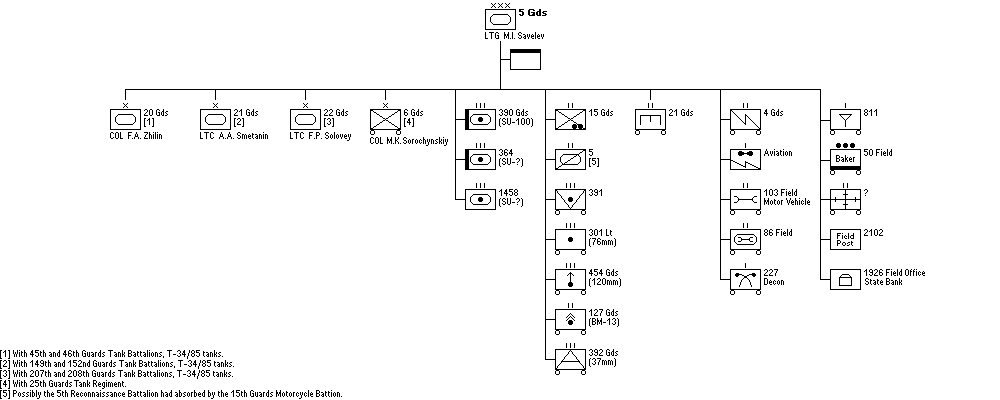 XXX
5 Gds
LTG M.I. Savelev
X
20 Gds
[1]
COL F.A. Zhilin
X
21 Gds
[2]
LTC A.A. Smetanin
X
22 Gds
[3]
LTC F.P. Solovey
X
6 Gds
[4]
COL M.K. Sorochynskiy
390 Gds
(SU-100)
364
(SU-?)
1458
(SU-?)
15 Gds
5
[5]
391
301 Lt
(76mm)
454 Gds
(120mm)
127 Gds
(BM-13)
392 Gds
(37mm)
21 Gds
4 Gds
Aviation
103 Field
Motor Vehicle
86 Field
227
Decon
811
Baker
50 Field
?
Field
Post
2102
1926 Field Office
State Bank
[1] With 45th and 46th Guards Tank Battalions, T-34/85 tanks.
[2] With 149th and 152nd Guards Tank Battalions, T-34/85 tanks.
[3] With 207th and 208th Guards Tank Battalions, T-34/85 tanks.
[4] With 25th Guards Tank Regiment.
[5] Possibly the 5th Reconnaissance Battalion had absorbed by the 15th Guards Motorcycle Battion.